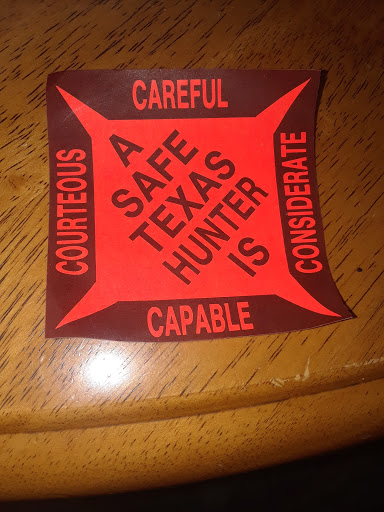 CAREFUL
A
SAFE
TEXAS
HUNTER
IS
COURTEOUS
CONSIDERATE
CAPABLE